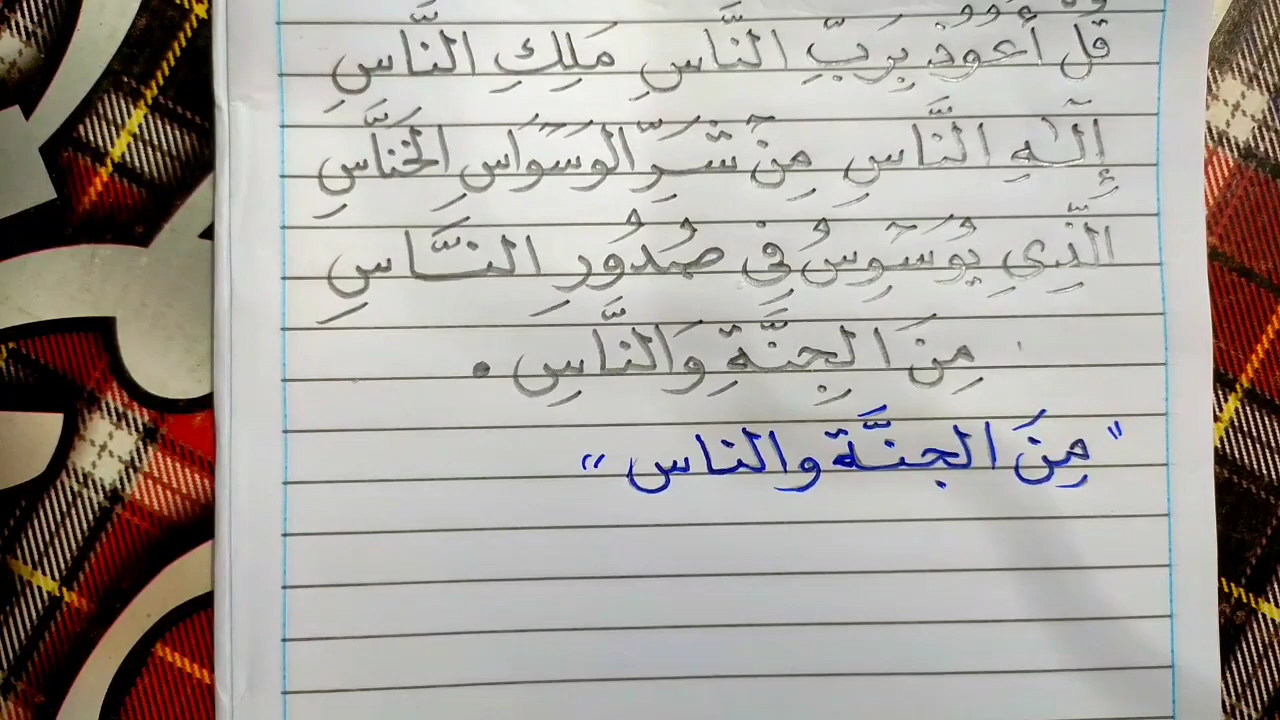 قُلْ أَعُوذُ بِرَبِّ النَّاسِ مَلِكِ النَّاسِ
إِلَٰهِ النَّاسِ مِنْ شَرِّ الْوَسْوَاسِ الْخَنَّاسِ
الَّذِي يُوَسْوِسُ فِي صُدُورِ النَّاسِ
مِنَ الْجِنَّةِ وَالنَّاسِ .
"مِنَ الجنَّة والناس"